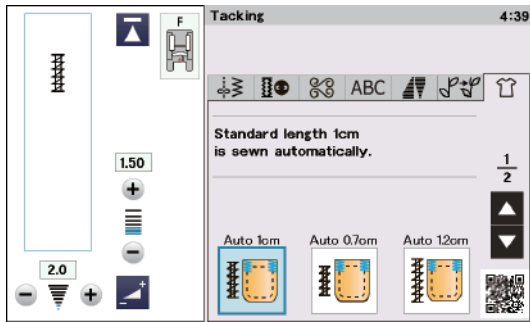 F
Tacking
4:39
ABC
Standard length 1cm
is sewn automatically.
1.50
1
2
Auto 1cm Auto 0.7cm Auto 1.2cm
2.0